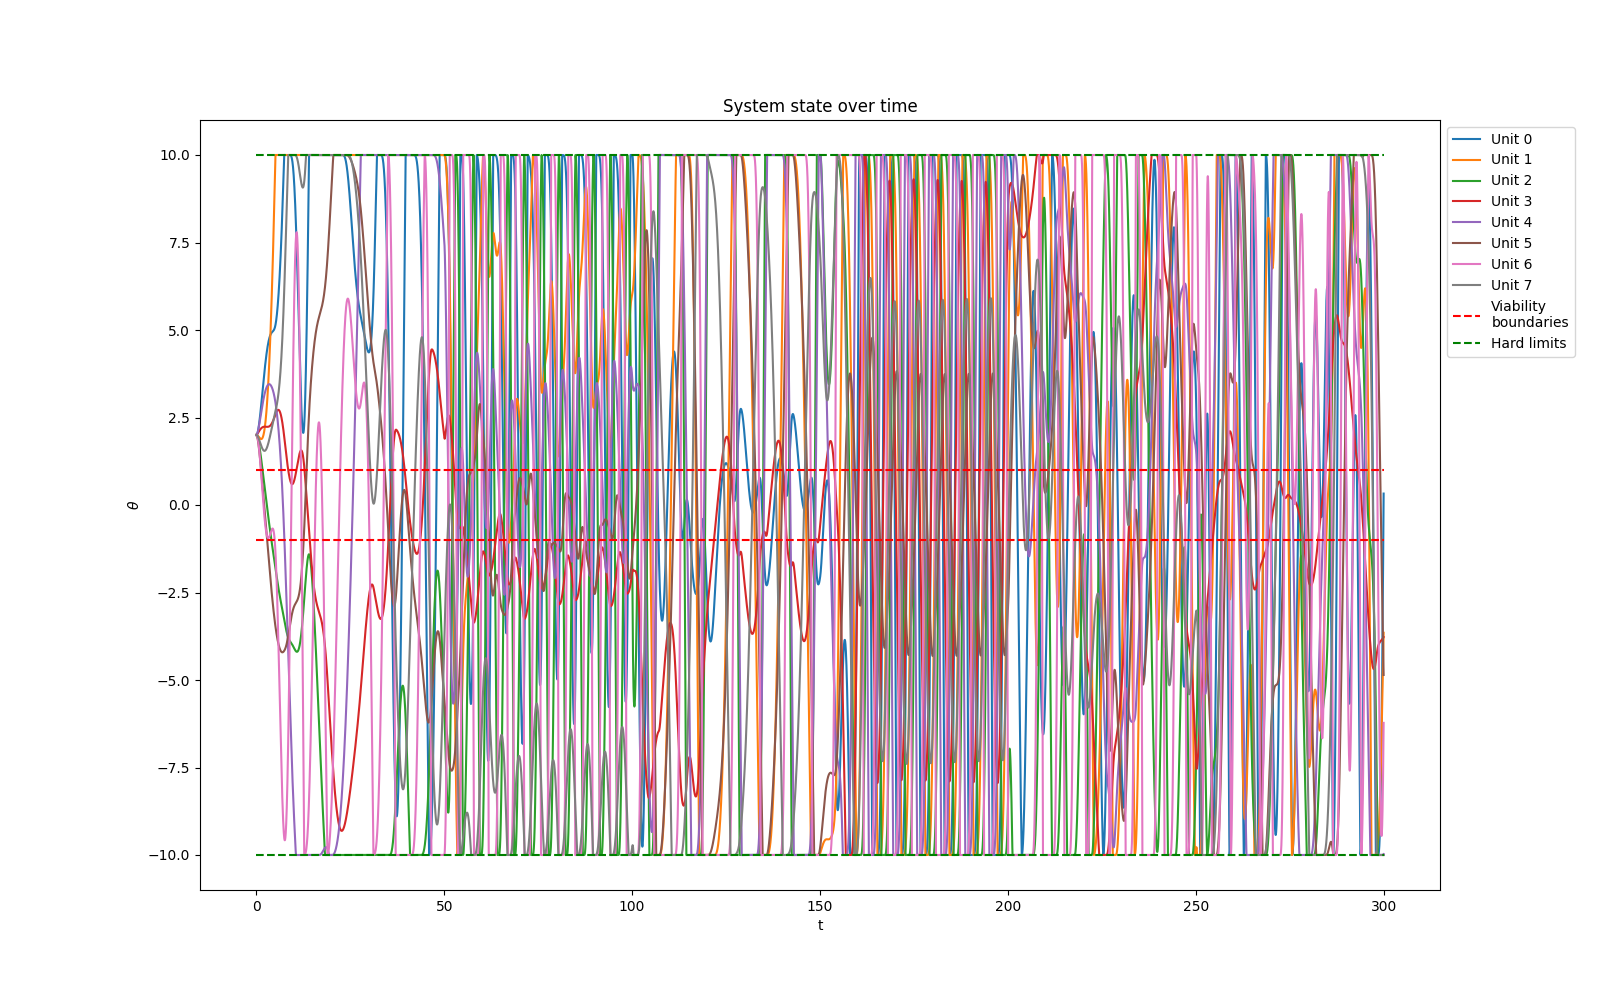 System state over time
10.0
7.5
5.0
2.5
0.0
−2.5
−5.0
−7.5
−10.0
θ
0
50
100
150
200
250
300
t
Unit 0
Unit 1
Unit 2
Unit 3
Unit 4
Unit 5
Unit 6
Unit 7
Viability
boundaries
Hard limits